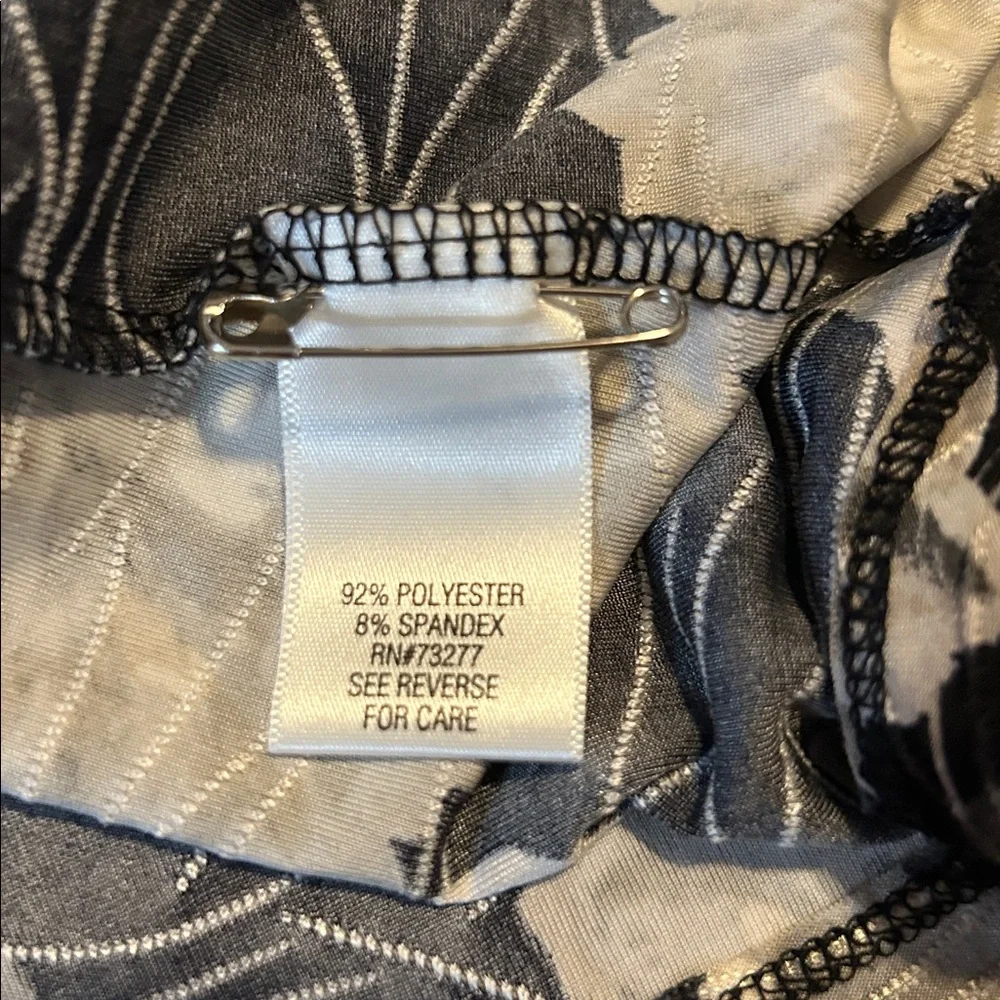 92% POLYESTER
8% SPANDEX
RN#73277
SEE REVERSE
FOR CARE